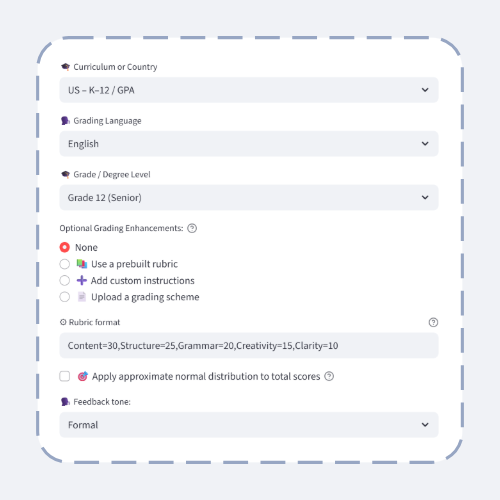 Curriculum or Country
US – K–12 / GPA
Grading Language
English
Grade / Degree Level
Grade 12 (Senior)
Optional Grading Enhancements: ?
None
Use a prebuilt rubric
Add custom instructions
Upload a grading scheme
Rubric format ?
Content=30,Structure=25,Grammar=20,Creativity=15,Clarity=10
Apply approximate normal distribution to total scores ?
Feedback tone:
Formal